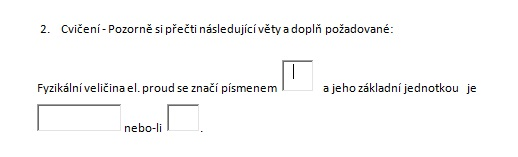 2. Cvičení - Pozorně si přečti následující věty a doplň požadované:
Fyzikální veličina el. proud se značí písmenem I a jeho základní jednotkou je
nebo-li .